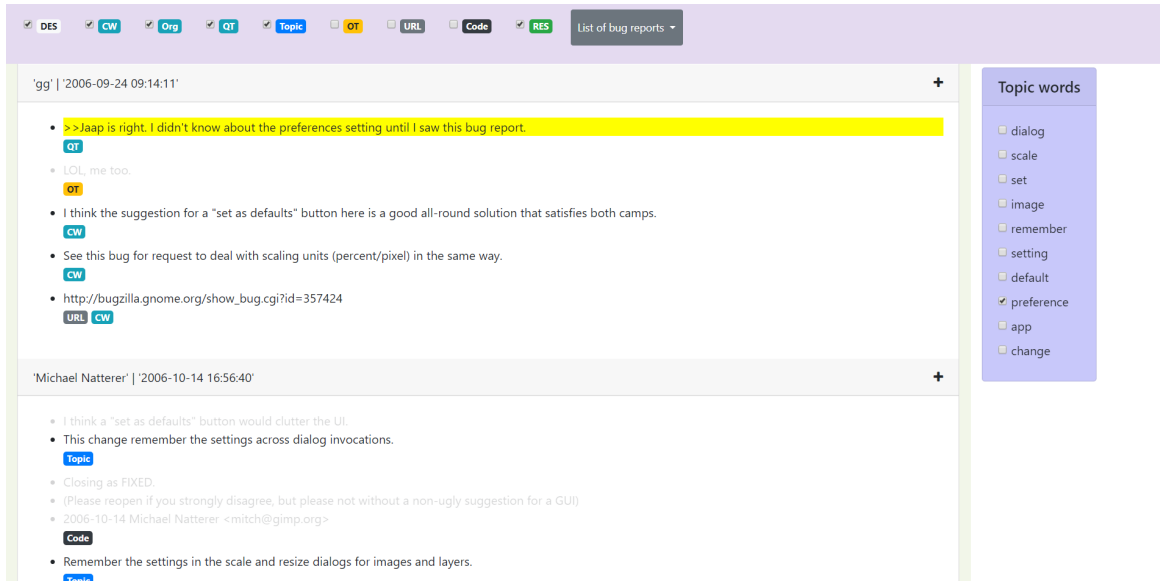 DES CW Org QT Topic OT URL Code RES List of bug reports
'gg' | '2006-09-24 09:14:11' +
>>Jaap is right. I didn't know about the preferences setting until I saw this bug report.
QT
LOL, me too.
OT
I think the suggestion for a "set as defaults" button here is a good all-round solution that satisfies both camps.
CW
See this bug for request to deal with scaling units (percent/pixel) in the same way.
CW
http://bugzilla.gnome.org/show_bug.cgi?id=357424
URL CW
'Michael Natterer' | '2006-10-14 16:56:40' +
I think a "set as defaults" button would clutter the UI.
This change remember the settings across dialog invocations.
Topic
Closing as FIXED.
(Please reopen if you strongly disagree, but please not without a non-ugly suggestion for a GUI)
2006-10-14 Michael Natterer <mitch@gimp.org>
Code
Remember the settings in the scale and resize dialogs for images and layers.
Topic
Topic words
dialog
scale
set
image
remember
setting
default
preference
app
change